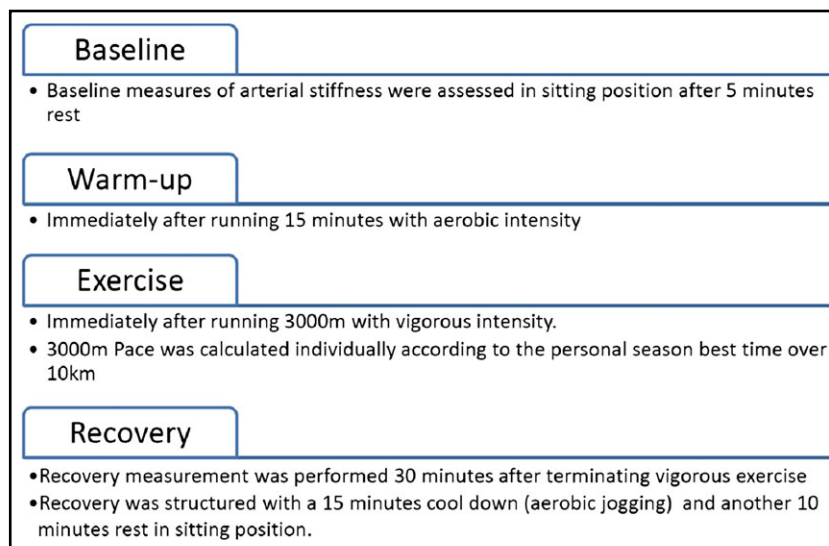 Baseline
• Baseline measures of arterial stiffness were assessed in sitting position after 5 minutes
rest
Warm-up
• Immediately after running 15 minutes with aerobic intensity
Exercise
• Immediately after running 3000m with vigorous intensity.
• 3000m Pace was calculated individually according to the personal season best time over
10km
Recovery
•Recovery measurement was performed 30 minutes after terminating vigorous exercise
•Recovery was structured with a 15 minutes cool down (aerobic jogging) and another 10
minutes rest in sitting position.